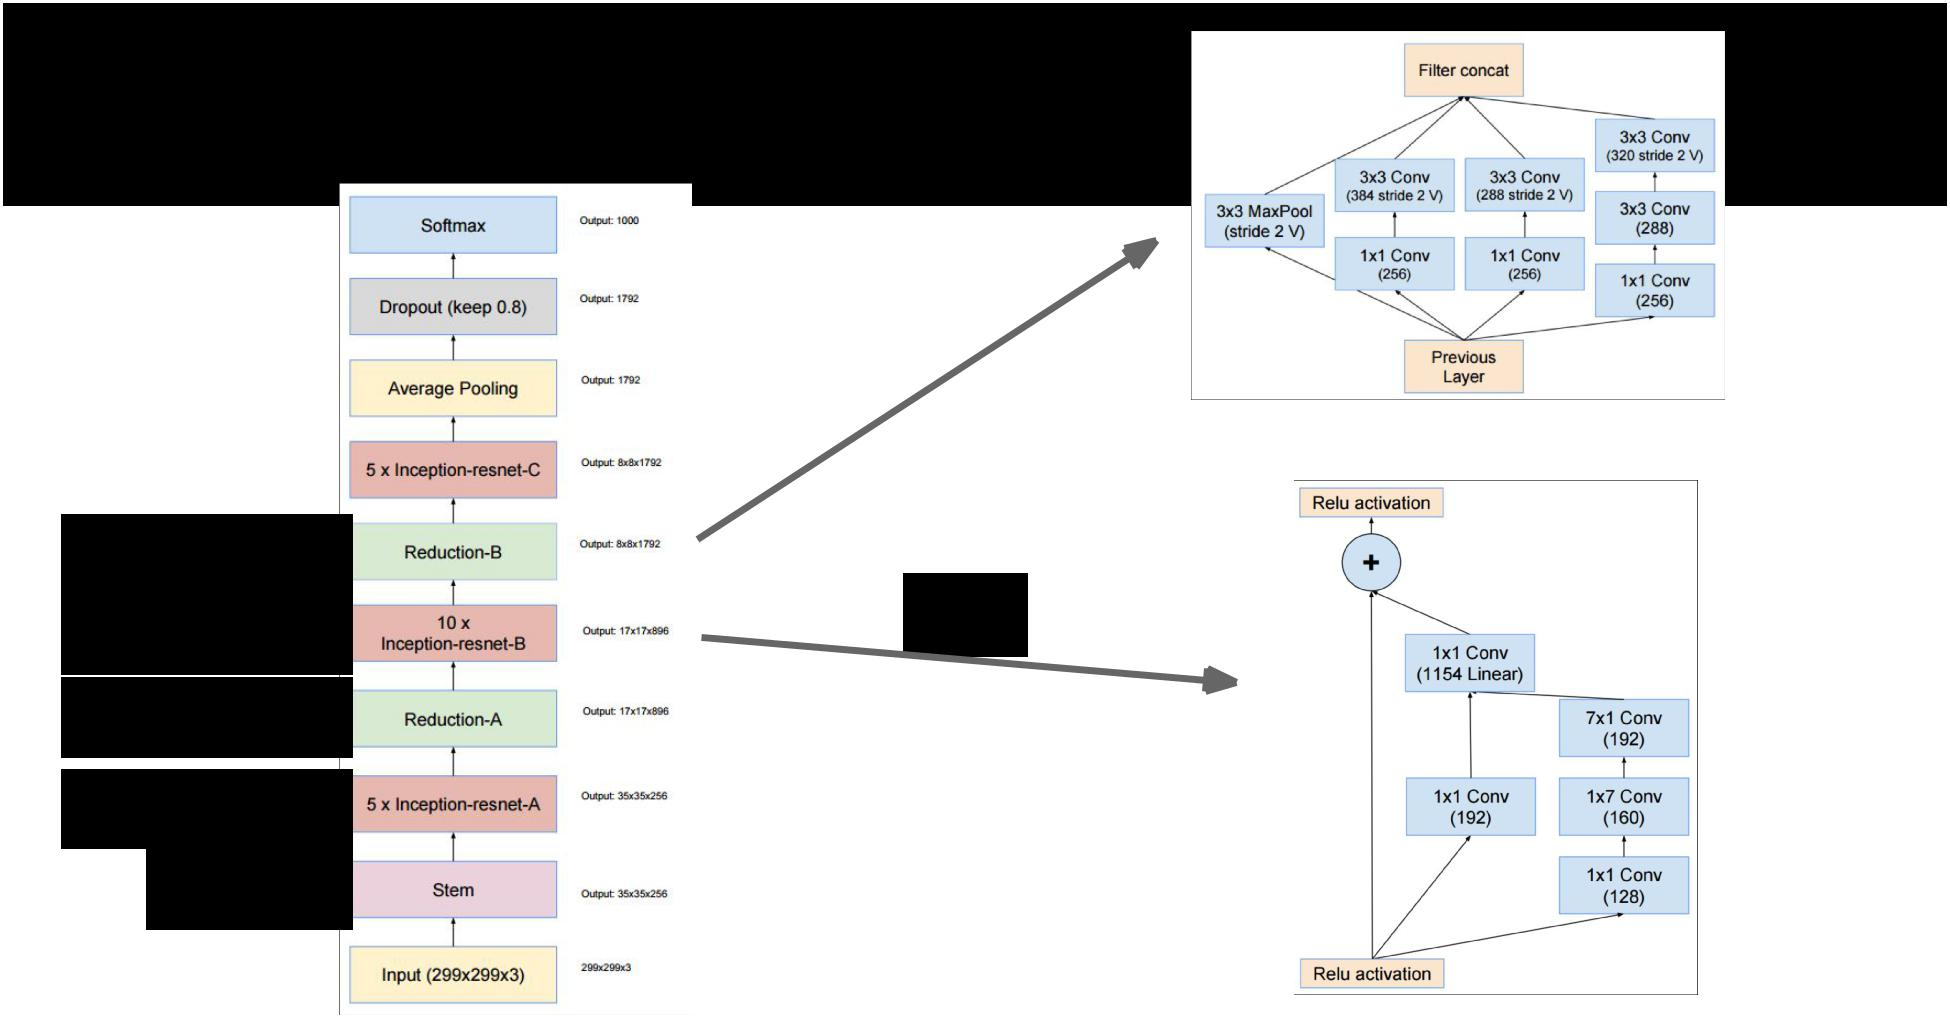 Softmax
Output: 1000
Dropout (keep 0.8)
Output: 1792
Average Pooling
Output: 1792
5 x Inception-resnet-C
Output: 8x8x1792
Reduction-B
Output: 8x8x1792
10 x
Inception-resnet-B
Output: 17x17x896
Reduction-A
Output: 17x17x896
5 x Inception-resnet-A
Output: 35x35x256
Stem
Output: 35x35x256
Input (299x299x3)
299x299x3
Filter concat
3x3 MaxPool
(stride 2 V)
3x3 Conv
(384 stride 2 V)
1x1 Conv
(256)
3x3 Conv
(288 stride 2 V)
1x1 Conv
(256)
3x3 Conv
(320 stride 2 V)
3x3 Conv
(288)
1x1 Conv
(256)
Previous
Layer
Relu activation
+
1x1 Conv
(1154 Linear)
1x1 Conv
(192)
7x1 Conv
(192)
1x7 Conv
(160)
1x1 Conv
(128)
Relu activation